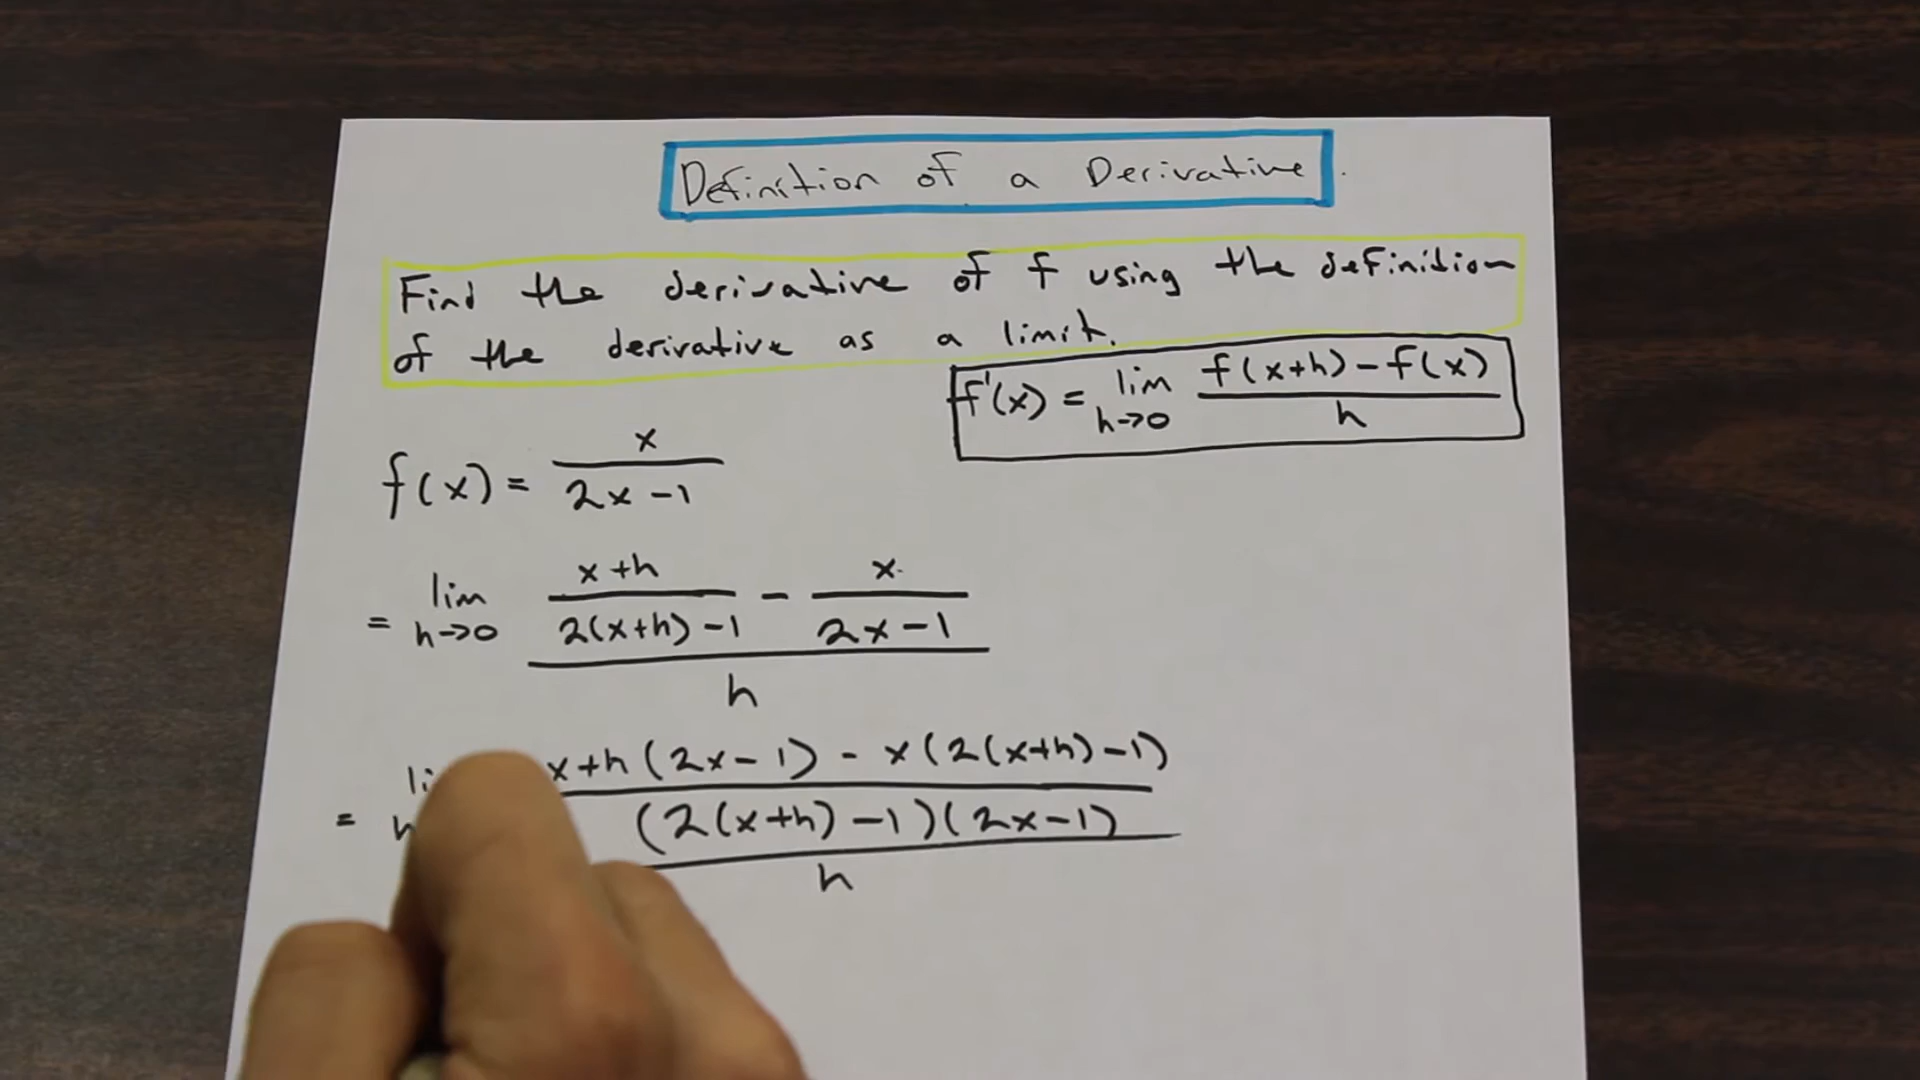 Definition of a Derivative.
Find the derivative of f using the definition
of the derivative as a limit.
f'(x) = lim h→0 f(x+h) - f(x) / h
f(x) = x / 2x - 1
= lim h→0 x+h / 2(x+h) - 1 - x / 2x - 1 / h
= x+h (2x - 1) - x(2(x+h) - 1) / (2(x+h) - 1)(2x - 1) / h